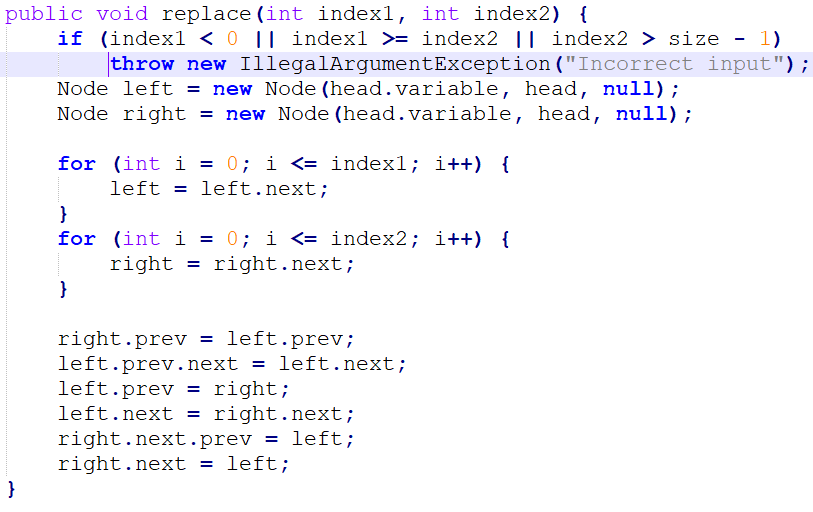 public void replace(int index1, int index2) {
    if (index1 < 0 || index1 >= index2 || index2 > size - 1)
        throw new IllegalArgumentException("Incorrect input");
    Node left = new Node(head.variable, head, null);
    Node right = new Node(head.variable, head, null);

    for (int i = 0; i <= index1; i++) {
        left = left.next;
    }
    for (int i = 0; i <= index2; i++) {
        right = right.next;
    }

    right.prev = left.prev;
    left.prev.next = left.next;
    left.prev = right;
    left.next = right.next;
    right.next.prev = left;
    right.next = left;
}